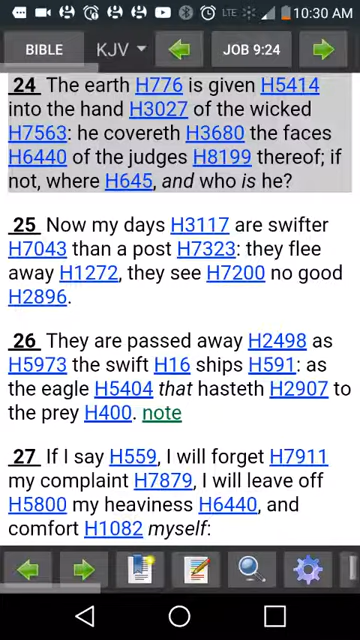 LTE 10:30 AM
BIBLE KJV JOB 9:24
24 The earth H776 is given H5414
into the hand H3027 of the wicked
H7563: he covereth H3680 the faces
H6440 of the judges H8199 thereof; if
not, where H645, and who is he?
25 Now my days H3117 are swifter
H7043 than a post H7323: they flee
away H1272, they see H7200 no good
H2896.
26 They are passed away H2498 as
H5973 the swift H16 ships H591: as
the eagle H5404 that hasteth H2907 to
the prey H400. note
27 If I say H559, I will forget H7911
my complaint H7879, I will leave off
H5800 my heaviness H6440, and
comfort H1082 myself: